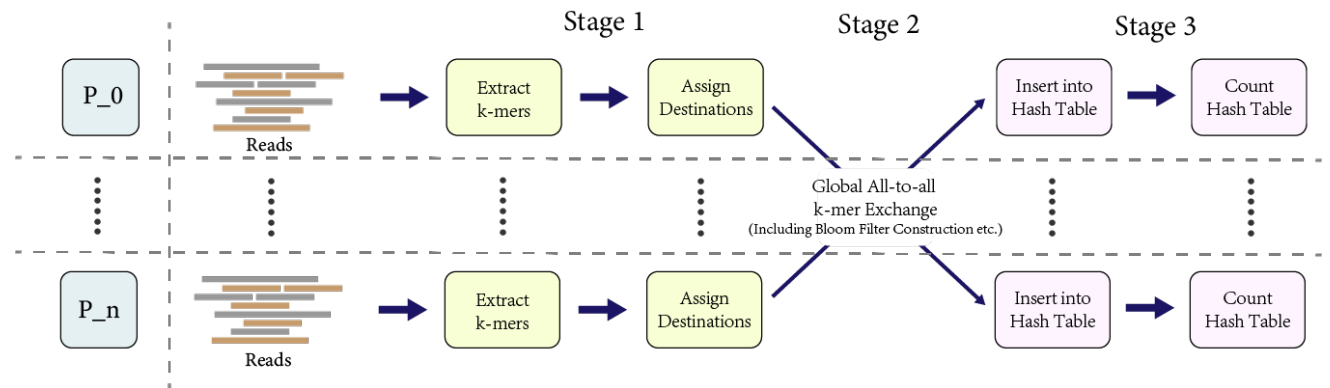 Stage 1
Stage 2
Stage 3
P_0
Reads
Extract
k-mers
Assign
Destinations
Insert into
Hash Table
Count
Hash Table
Global All-to-all
k-mer Exchange
(Including Bloom Filter Construction etc.)
P_n
Reads
Extract
k-mers
Assign
Destinations
Insert into
Hash Table
Count
Hash Table